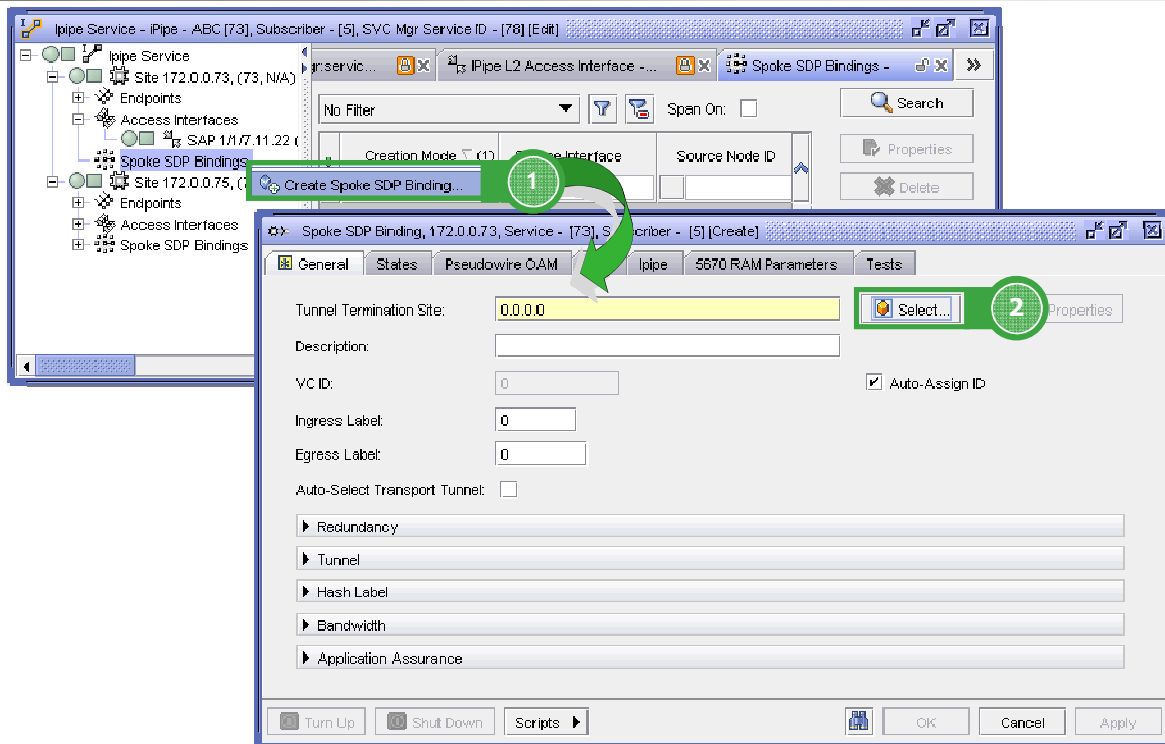 Ipipe Service - iPipe - ABC [73], Subscriber - [5], SVC Mgr Service ID - [78] [Edit]
Ipipe Service
Site 172.0.0.73, (73, N/A)
Endpoints
Access Interfaces
SAP 1/1/7.11.22 (
Spoke SDP Bindings
Site 172.0.0.75, (7
Endpoints
Access Interfaces
Spoke SDP Bindings
gr:servic...
IPipe L2 Access Interface -...
Spoke SDP Bindings -
No Filter
Span On:
Search
Creation Mode (1)
Interface
Source Node ID
Properties
Delete
Create Spoke SDP Binding...
1
Spoke SDP Binding, 172.0.0.73, Service - [73], S criber - [5] [Create]
General
States
Pseudowire OAM
Ipipe
5670 RAM Parameters
Tests
Tunnel Termination Site:
0.0.0.0
Select...
2
Properties
Description:
VC ID:
0
Auto-Assign ID
Ingress Label:
0
Egress Label:
0
Auto-Select Transport Tunnel:
Redundancy
Tunnel
Hash Label
Bandwidth
Application Assurance
Turn Up
Shut Down
Scripts
OK
Cancel
Apply